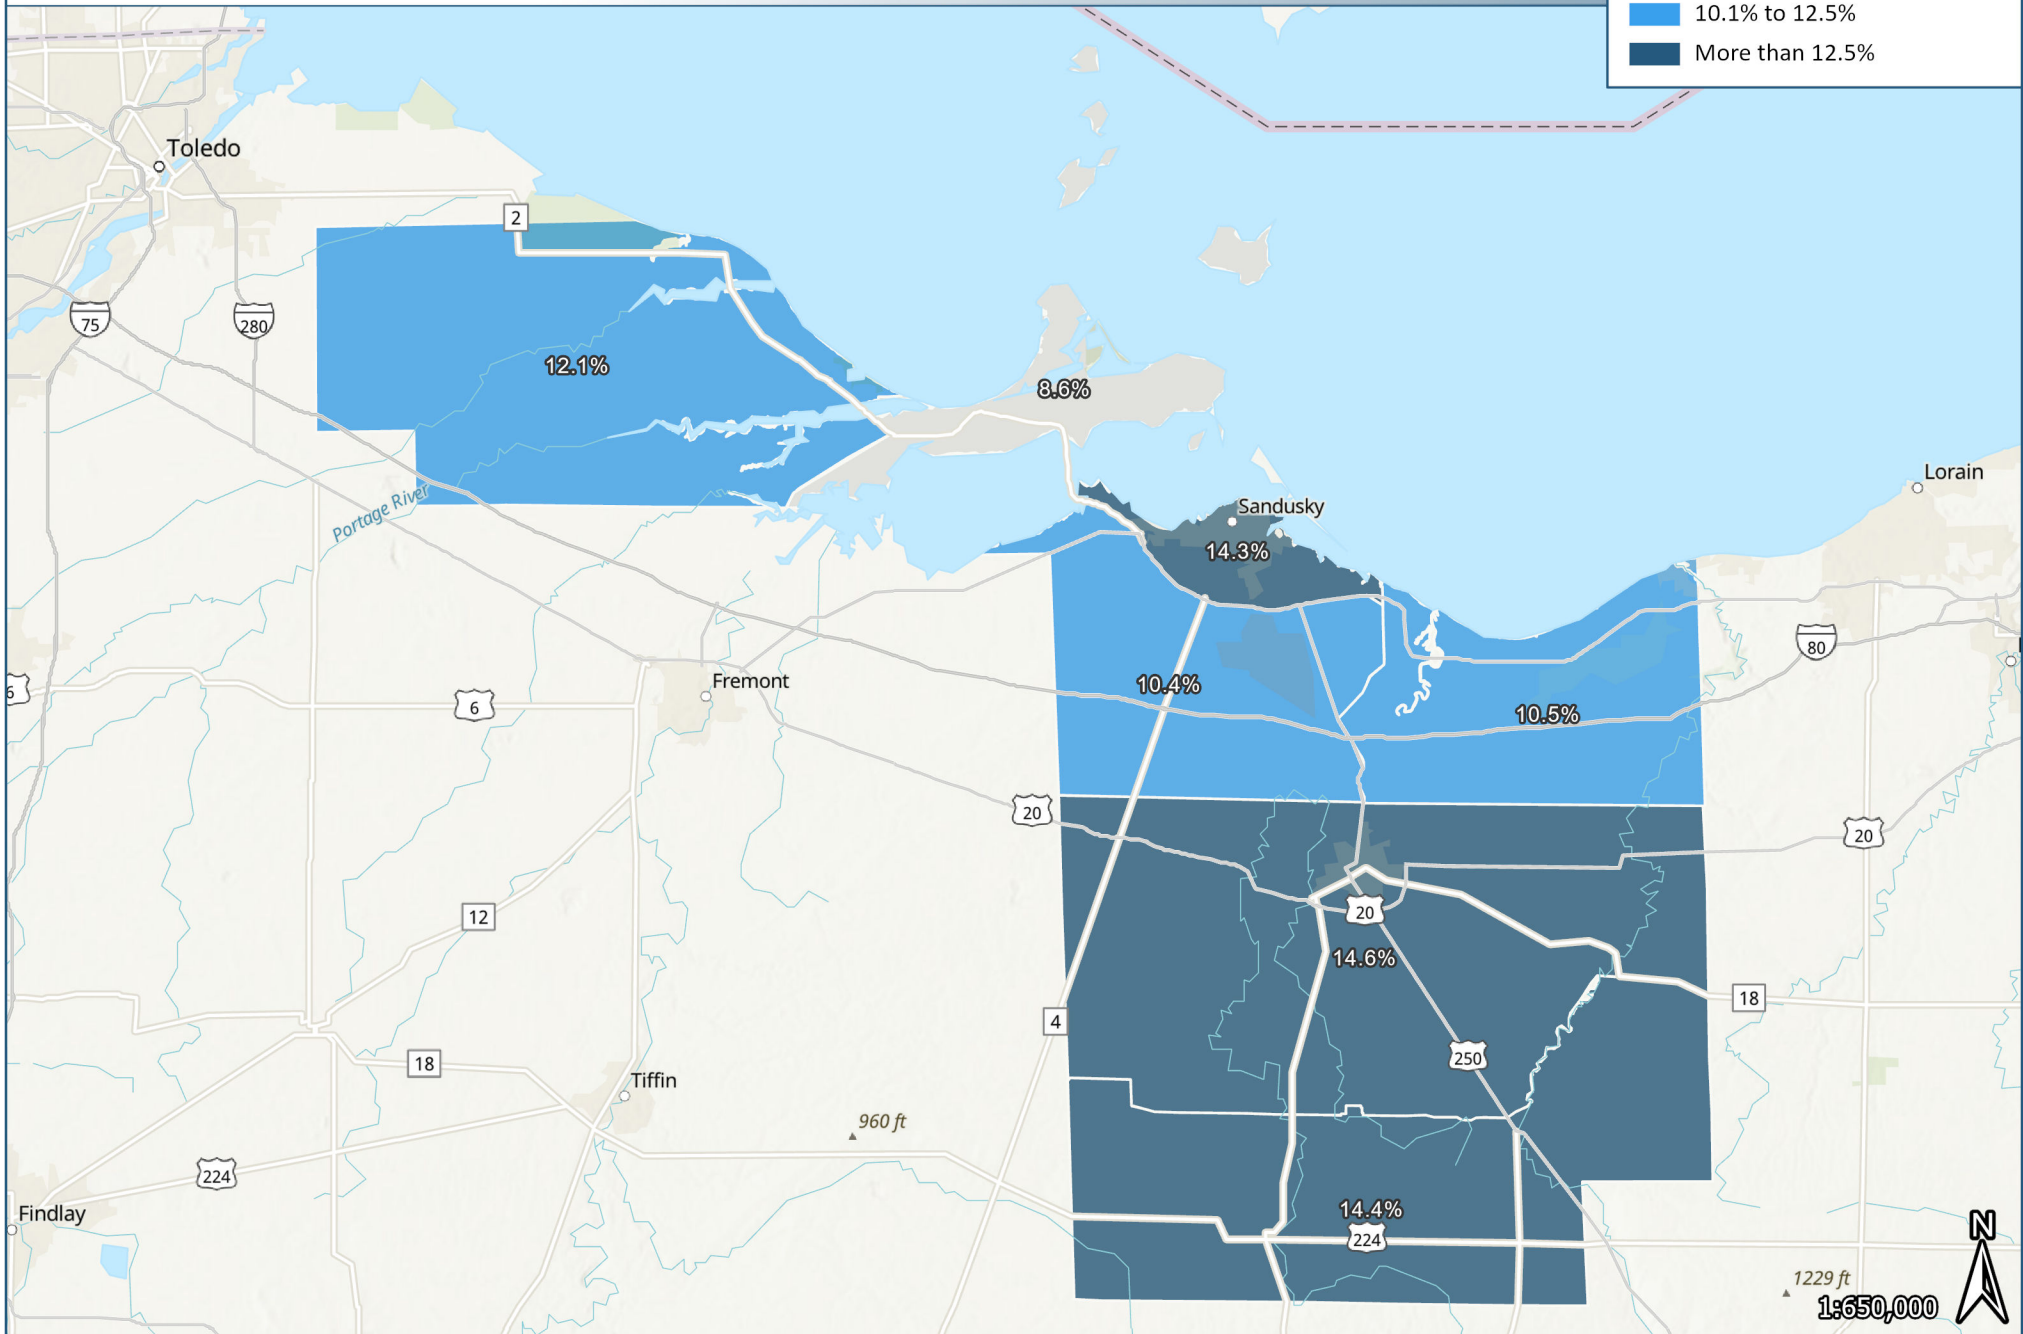 10.1% to 12.5%
More than 12.5%
Toledo
2
75
280
12.1%
8.6%
Lorain
Sandusky
Portage River
14.3%
80
6
Fremont
10.4%
6
10.5%
20
20
12
20
14.6%
18
4
250
18
Tiffin
960 ft
224
14.4%
Findlay
224
N
1229 ft
1:650,000